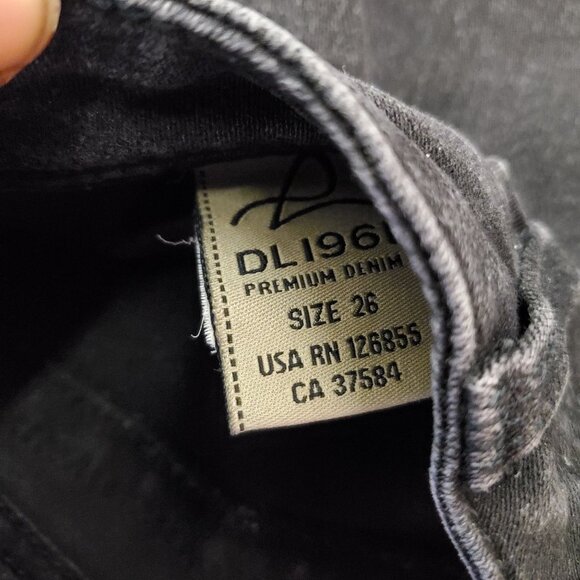 DL1961
PREMIUM DENIM
SIZE 26
USA RN 126855
CA 37584